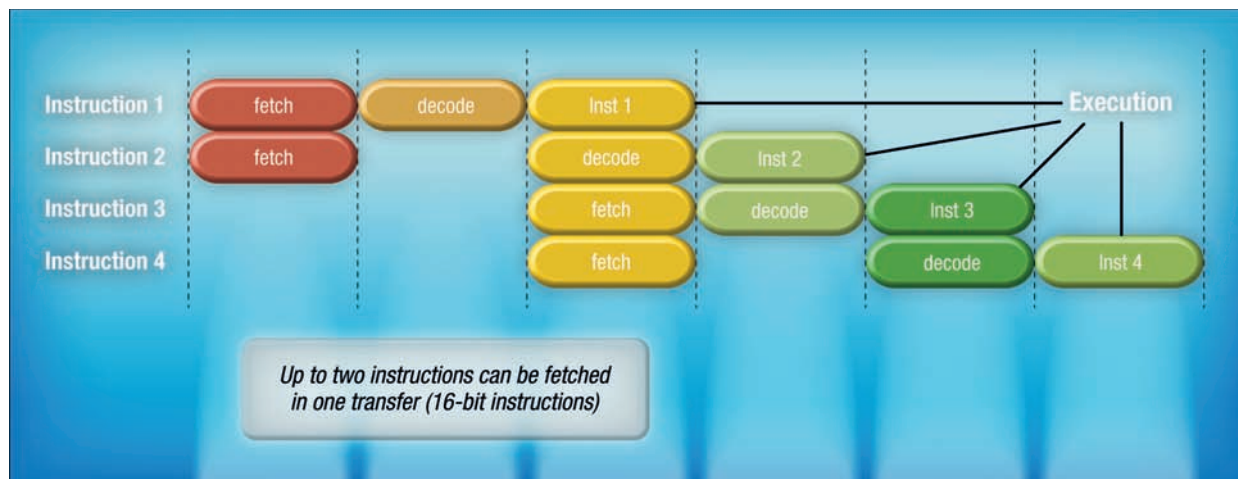 Instruction 1 fetch decode Inst 1 Execution
Instruction 2 fetch decode Inst 2
Instruction 3 fetch decode Inst 3
Instruction 4 fetch decode Inst 4
Up to two instructions can be fetched
in one transfer (16-bit instructions)